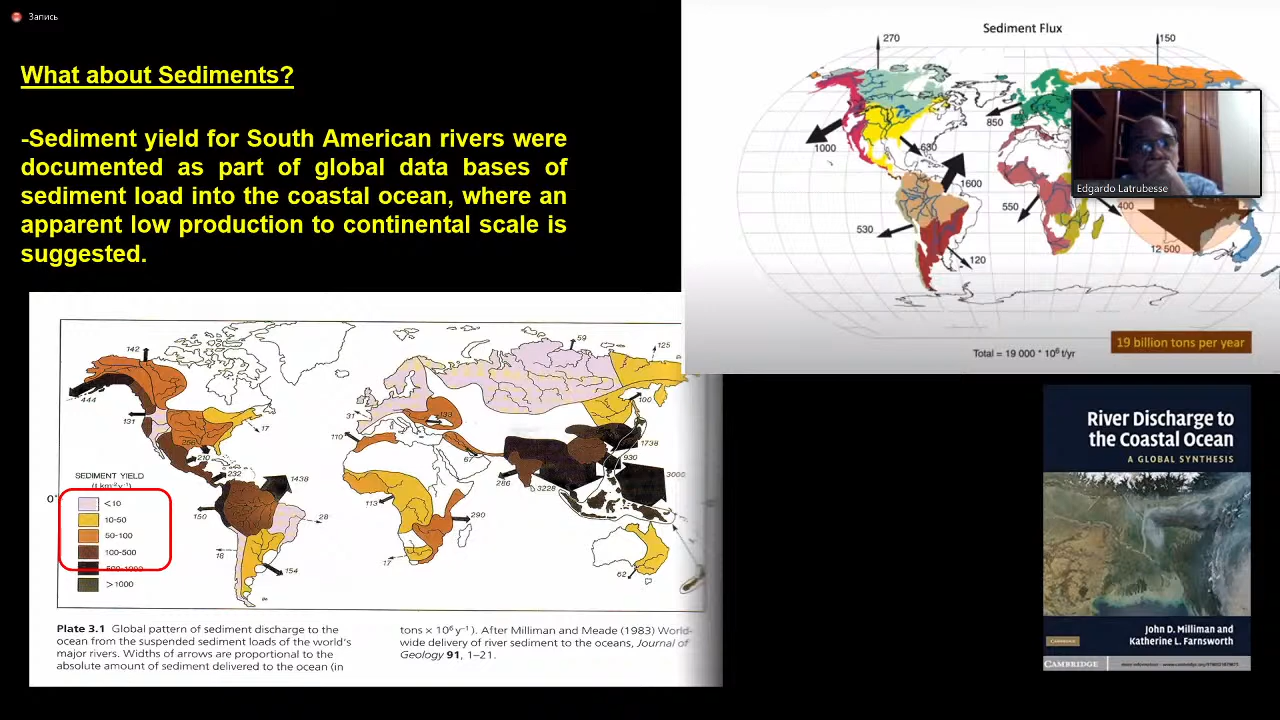 Запись
What about Sediments?
-Sediment yield for South American rivers were
documented as part of global data bases of
sediment load into the coastal ocean, where an
apparent low production to continental scale is
suggested.
Sediment Flux
270
150
850
1000
630
1600
550
400
530
120
12 500
Edgardo Latrubesse
Total = 19 000 * 10⁶ t/yr
19 billion tons per year
142
59
125
444
131
17
31
133
100
256
210
110
1738
930
67
232
286
3228
3000
1438
150
28
113
290
16
154
17
62
0°
SEDIMENT YIELD
(t km⁻² y⁻¹)
<10
10-50
50-100
100-500
500-1000
>1000
Plate 3.1 Global pattern of sediment discharge to the
ocean from the suspended sediment loads of the world's
major rivers. Widths of arrows are proportional to the
absolute amount of sediment delivered to the ocean (in
tons × 10⁶ y⁻¹). After Milliman and Meade (1983) World-
wide delivery of river sediment to the oceans, Journal of
Geology 91, 1–21.
River Discharge to
the Coastal Ocean
A GLOBAL SYNTHESIS
John D. Milliman and
Katherine L. Farnsworth
CAMBRIDGE